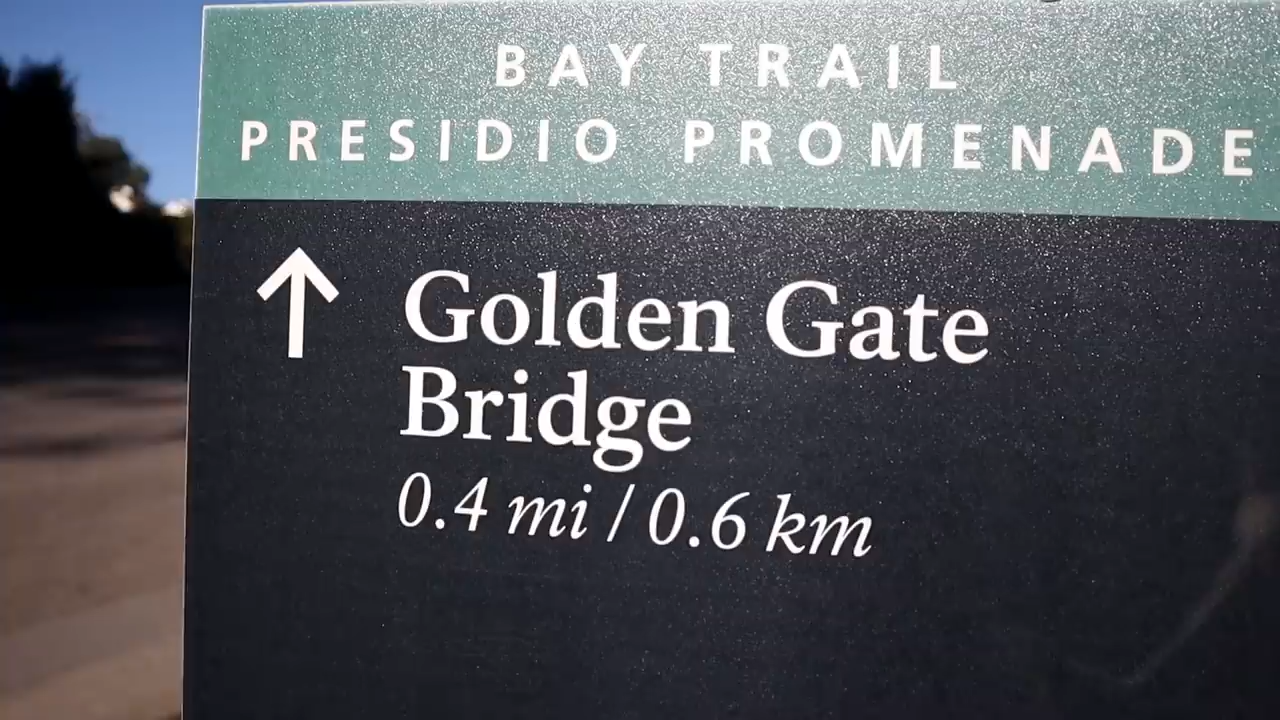 BAY TRAIL
PRESIDIO PROMENADE
↑ Golden Gate
Bridge
0.4 mi / 0.6 km